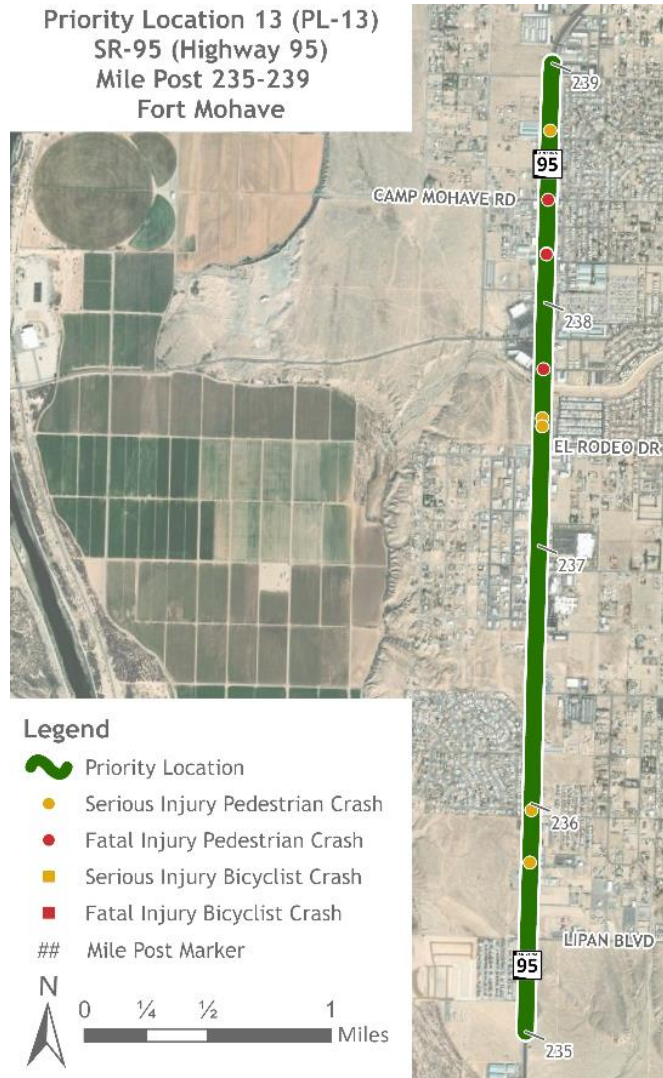 Priority Location 13 (PL-13)
SR-95 (Highway 95)
Mile Post 235-239
Fort Mohave
239
95
CAMP MOHAVE RD
238
EL RODEO DR
237
236
LIPAN BLVD
95
235
Legend
Priority Location
Serious Injury Pedestrian Crash
Fatal Injury Pedestrian Crash
Serious Injury Bicyclist Crash
Fatal Injury Bicyclist Crash
## Mile Post Marker
N
0 ¼ ½ 1
Miles